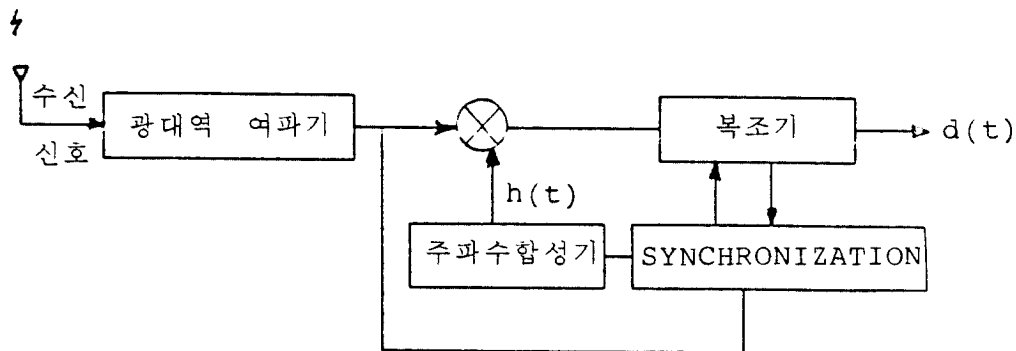 수신
신호
광대역 여파기
복조기
d(t)
h(t)
주파수합성기
SYNCHRONIZATION